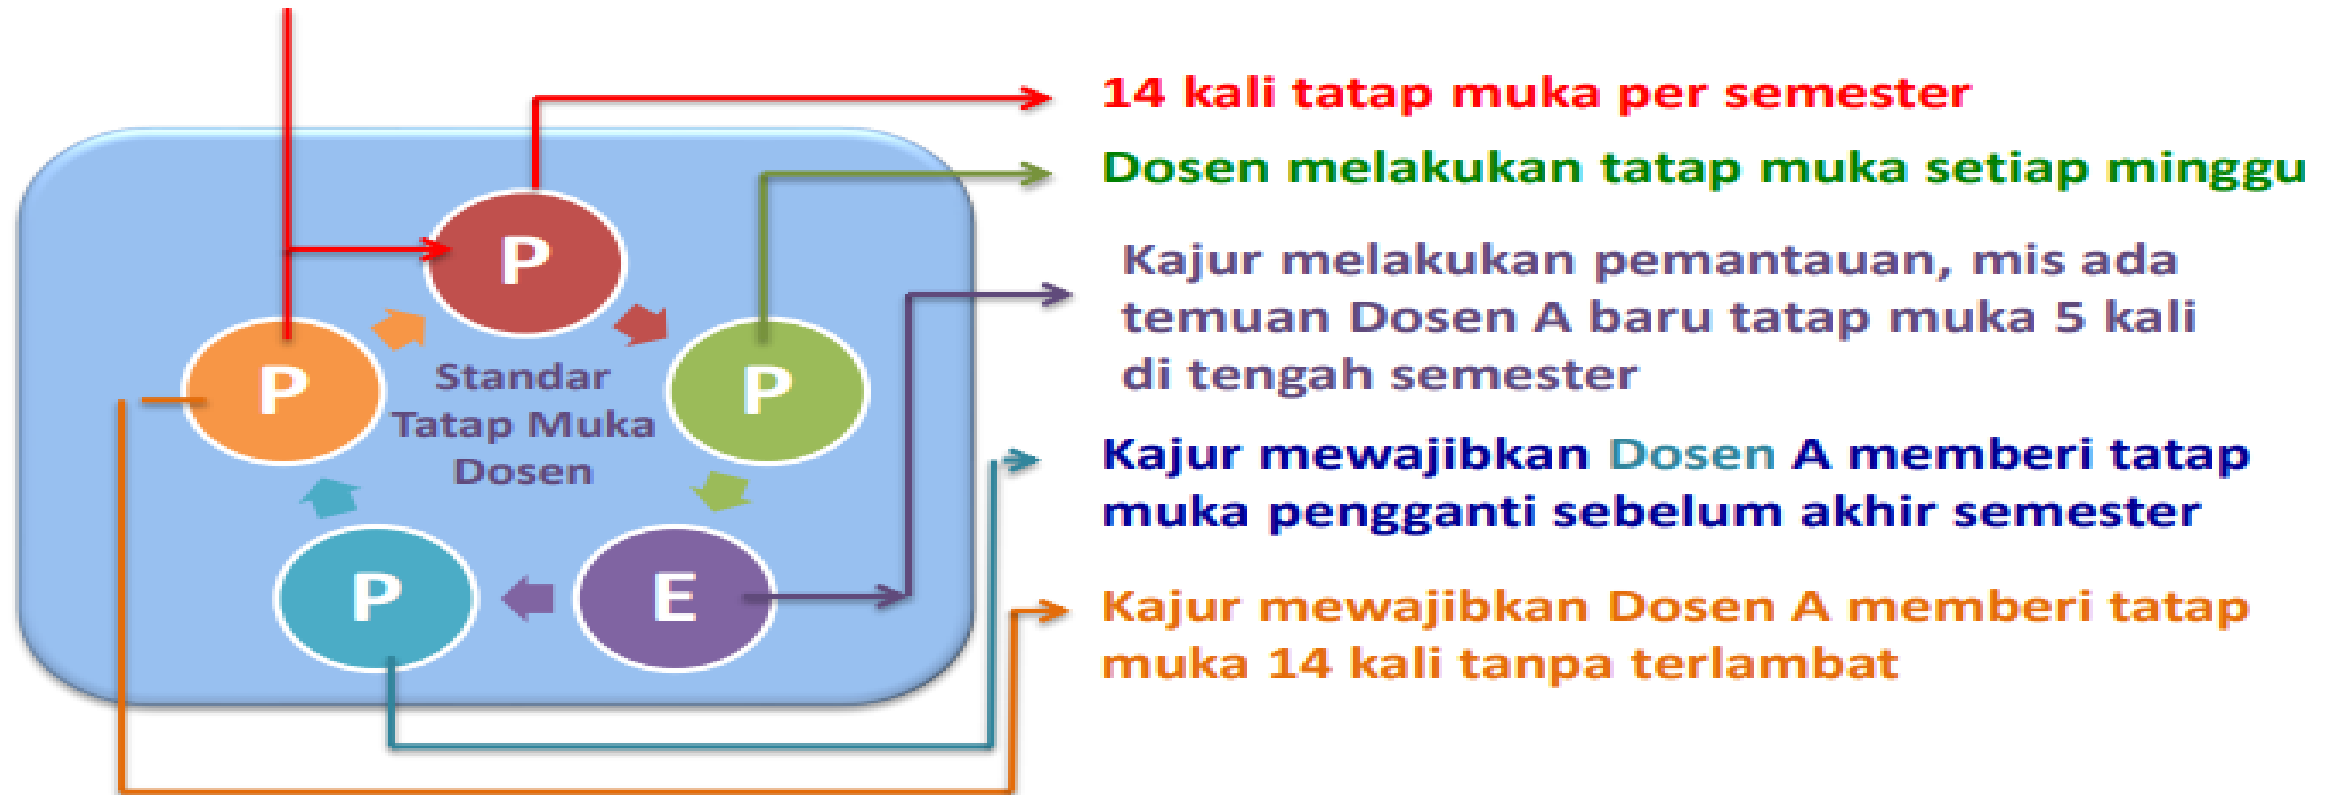 14 kali tatap muka per semester
Dosen melakukan tatap muka setiap minggu
Kajur melakukan pemantauan, mis ada
temuan Dosen A baru tatap muka 5 kali
di tengah semester
Kajur mewajibkan Dosen A memberi tatap
muka pengganti sebelum akhir semester
Kajur mewajibkan Dosen A memberi tatap
muka 14 kali tanpa terlambat
P
P
P
Standar
Tatap Muka
Dosen
P
E